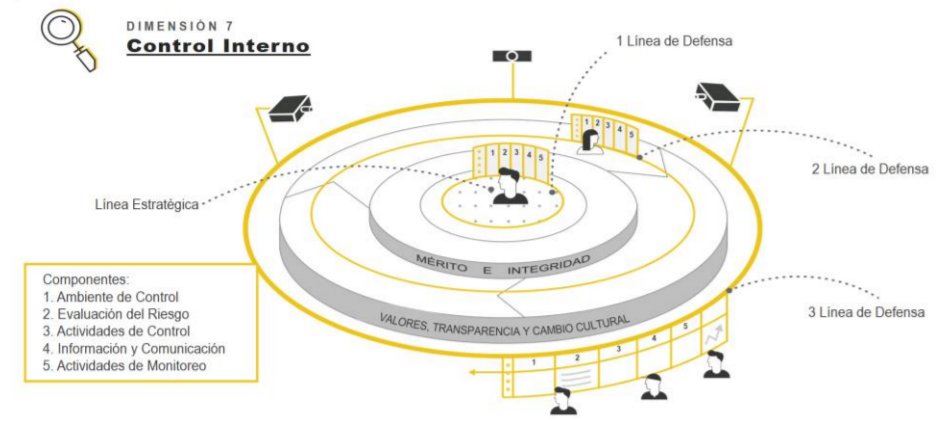 DIMENSIÓN 7
Control Interno
1 Línea de Defensa
2 Línea de Defensa
3 Línea de Defensa
Línea Estratégica
1 2 3 4 5
1 2 3 4 5
MÉRITO E INTEGRIDAD
VALORES, TRANSPARENCIA Y CAMBIO CULTURAL
Componentes:
1. Ambiente de Control
2. Evaluación del Riesgo
3. Actividades de Control
4. Información y Comunicación
5. Actividades de Monitoreo
1 2 3 4 5